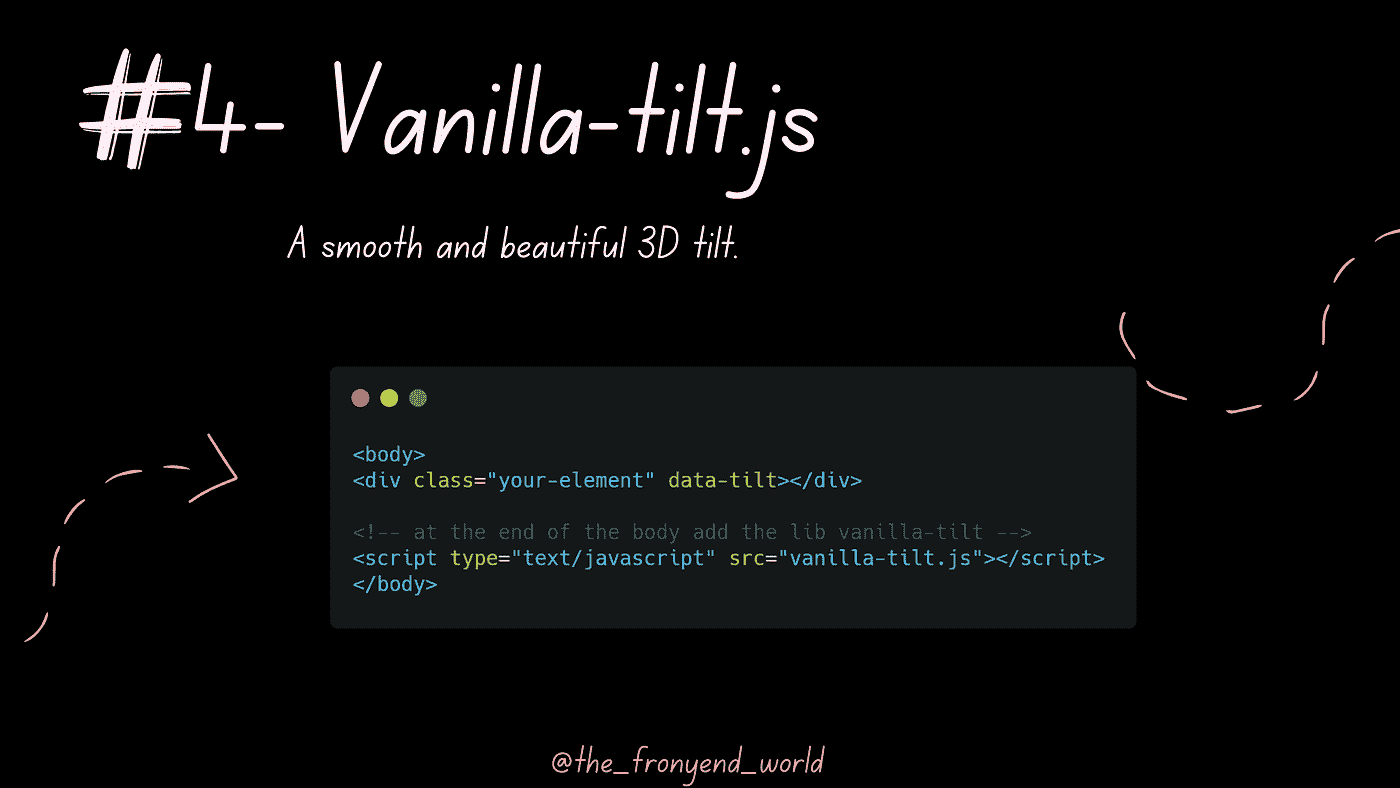 #4- Vanilla-tilt.js
A smooth and beautiful 3D tilt.
<body>
<div class="your-element" data-tilt></div>
<!-- at the end of the body add the lib vanilla-tilt -->
<script type="text/javascript" src="vanilla-tilt.js"></script>
</body>
@the_fronyend_world